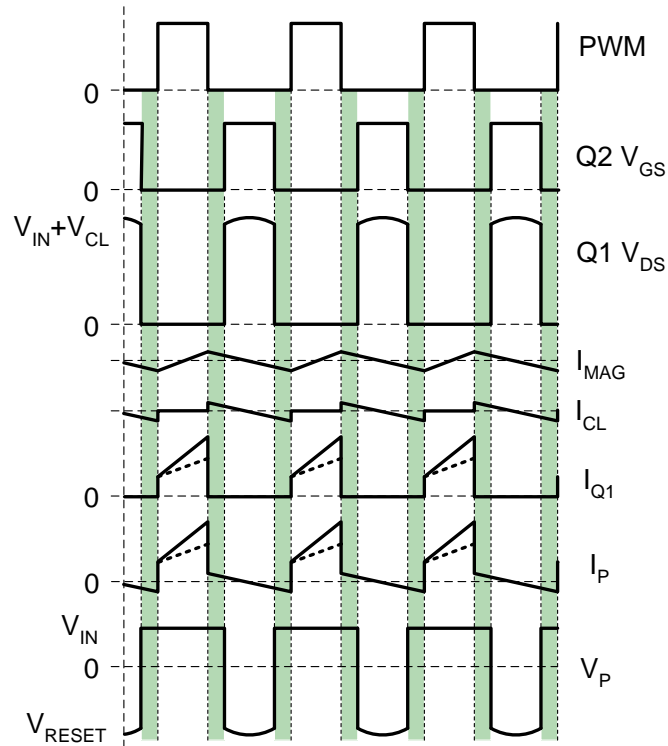 PWM
0
Q2 V_GS
0
V_IN+V_CL
Q1 V_DS
0
I_MAG
I_CL
I_Q1
0
I_P
0
V_IN
0
V_P
V_RESET